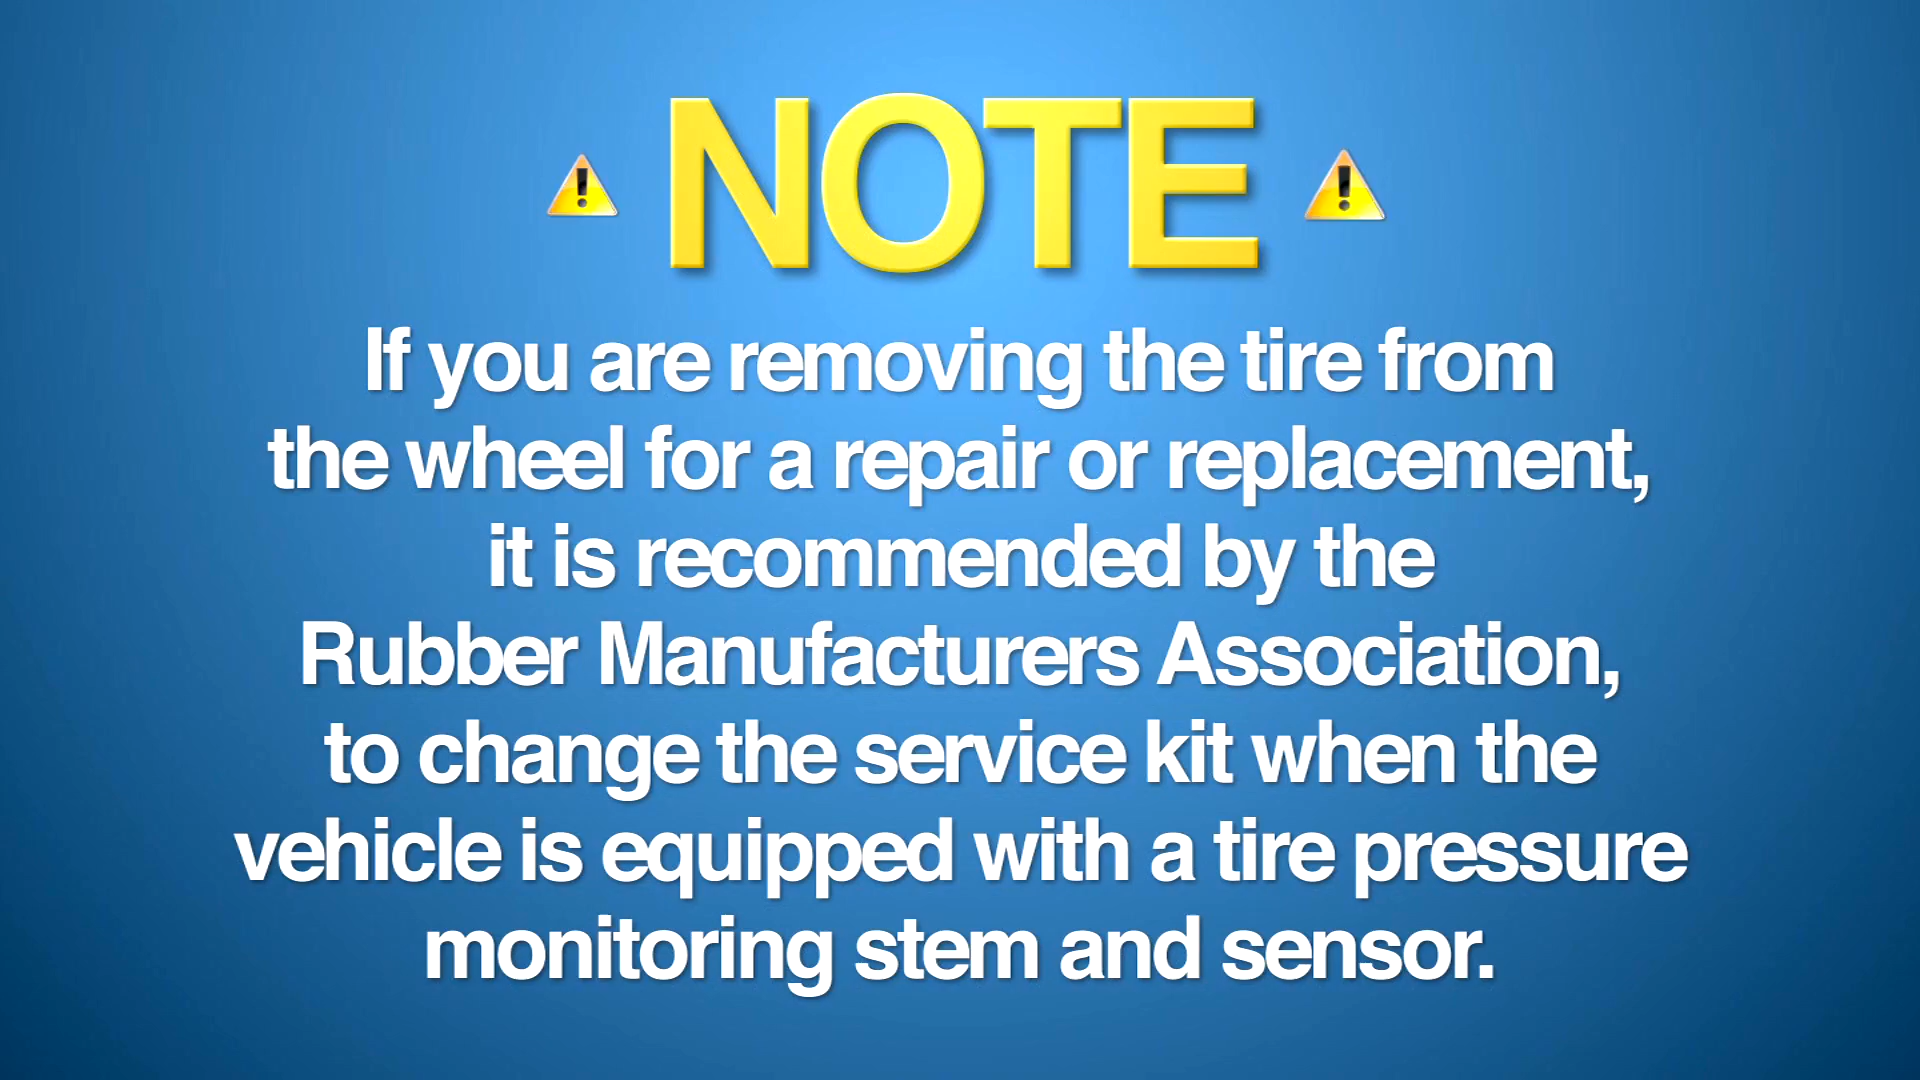 NOTE
If you are removing the tire from
the wheel for a repair or replacement,
it is recommended by the
Rubber Manufacturers Association,
to change the service kit when the
vehicle is equipped with a tire pressure
monitoring stem and sensor.